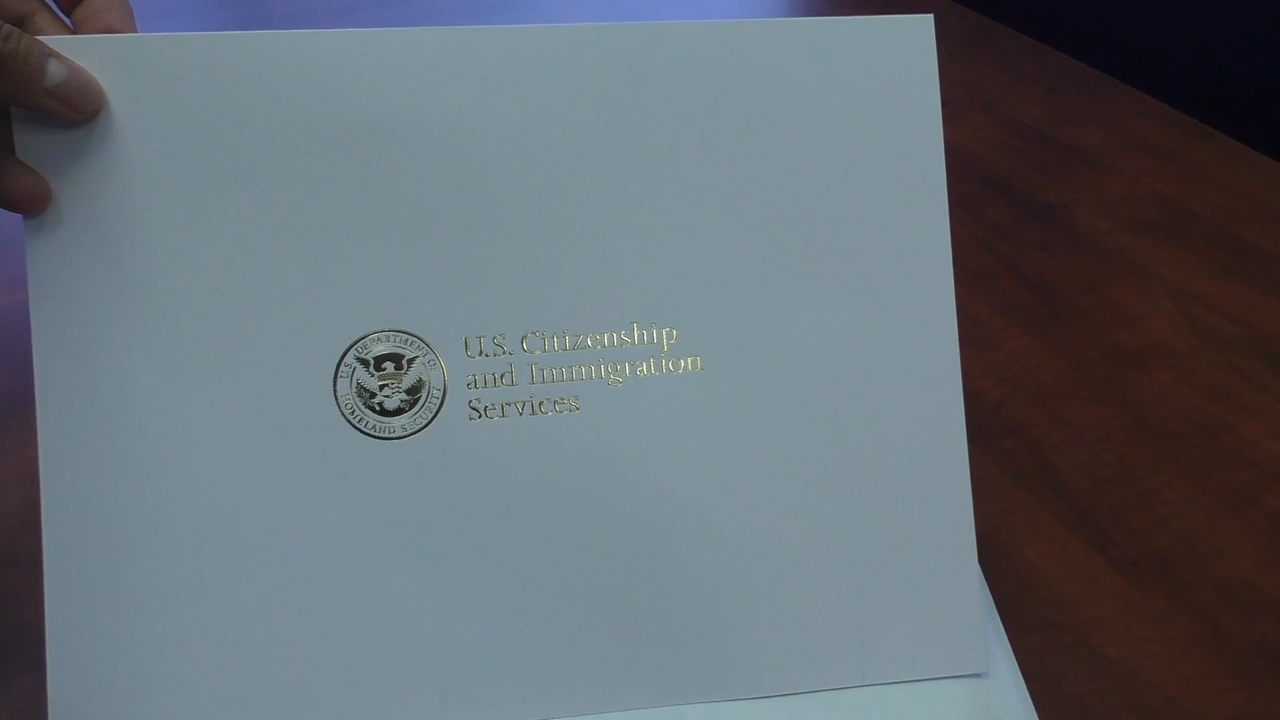 U.S. DEPARTMENT OF
HOMELAND SECURITY
U.S. Citizenship
and Immigration
Services